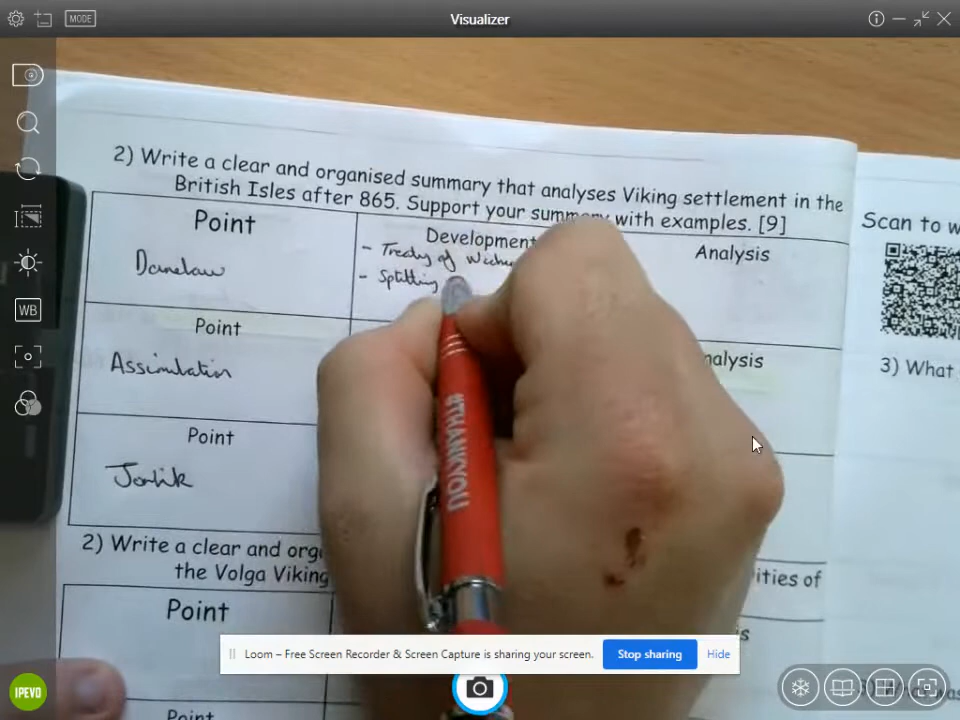 MODE
Visualizer
2) Write a clear and organised summary that analyses Viking settlement in the
British Isles after 865. Support your summary with examples. [9]
Point
Development
Analysis
Danelaw
- Treaty of
- Splitting
Scan to w
Point
nalysis
Assimilation
3) What
Point
Jorvik
WB
#THANKYOU
2) Write a clear and org
ities of
the Volga Viking
Point
is
Loom – Free Screen Recorder & Screen Capture is sharing your screen.
Stop sharing
Hide
IPEVO
Point
was